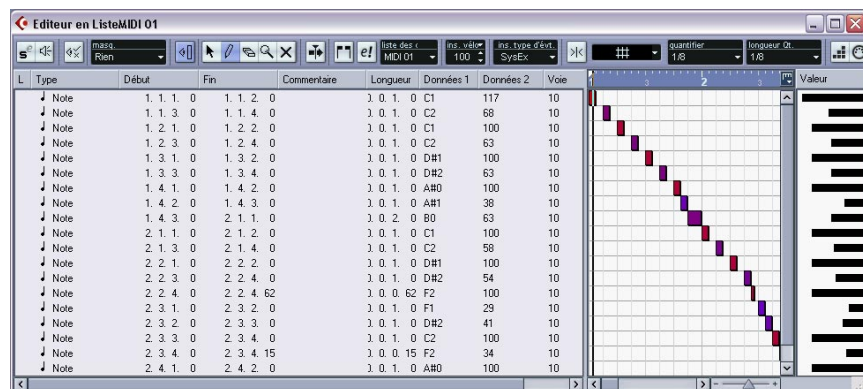 Editeur en ListeMIDI 01
masq.
Rien
liste des (
MIDI 01
ins. vélo
100
ins. type d'évt.
SysEx
quantifier
1/8
longueur Qt.
1/8
L Type Début Fin Commentaire Longueur Données 1 Données 2 Voie
2 3 3
Valeur
Note 1. 1. 1. 0 1. 1. 2. 0 0. 0. 1. 0 C1 117 10
Note 1. 1. 3. 0 1. 1. 4. 0 0. 0. 1. 0 C2 68 10
Note 1. 2. 1. 0 1. 2. 2. 0 0. 0. 1. 0 C1 100 10
Note 1. 2. 3. 0 1. 2. 4. 0 0. 0. 1. 0 C2 63 10
Note 1. 3. 1. 0 1. 3. 2. 0 0. 0. 1. 0 D#1 100 10
Note 1. 3. 3. 0 1. 3. 4. 0 0. 0. 1. 0 D#2 63 10
Note 1. 4. 1. 0 1. 4. 2. 0 0. 0. 1. 0 A#0 100 10
Note 1. 4. 2. 0 1. 4. 3. 0 0. 0. 1. 0 A#1 38 10
Note 1. 4. 3. 0 2. 1. 1. 0 0. 0. 2. 0 B0 63 10
Note 2. 1. 1. 0 2. 1. 2. 0 0. 0. 1. 0 C1 100 10
Note 2. 1. 3. 0 2. 1. 4. 0 0. 0. 1. 0 C2 58 10
Note 2. 2. 1. 0 2. 2. 2. 0 0. 0. 1. 0 D#1 100 10
Note 2. 2. 3. 0 2. 2. 4. 0 0. 0. 1. 0 D#2 54 10
Note 2. 2. 4. 0 2. 2. 4. 62 0. 0. 0. 62 F2 100 10
Note 2. 3. 1. 0 2. 3. 2. 0 0. 0. 1. 0 F1 29 10
Note 2. 3. 2. 0 2. 3. 3. 0 0. 0. 1. 0 D#2 41 10
Note 2. 3. 3. 0 2. 3. 4. 0 0. 0. 1. 0 C2 100 10
Note 2. 3. 4. 0 2. 3. 4. 15 0. 0. 0. 15 F2 34 10
Note 2. 4. 1. 0 2. 4. 2. 0 0. 0. 1. 0 A#0 100 10